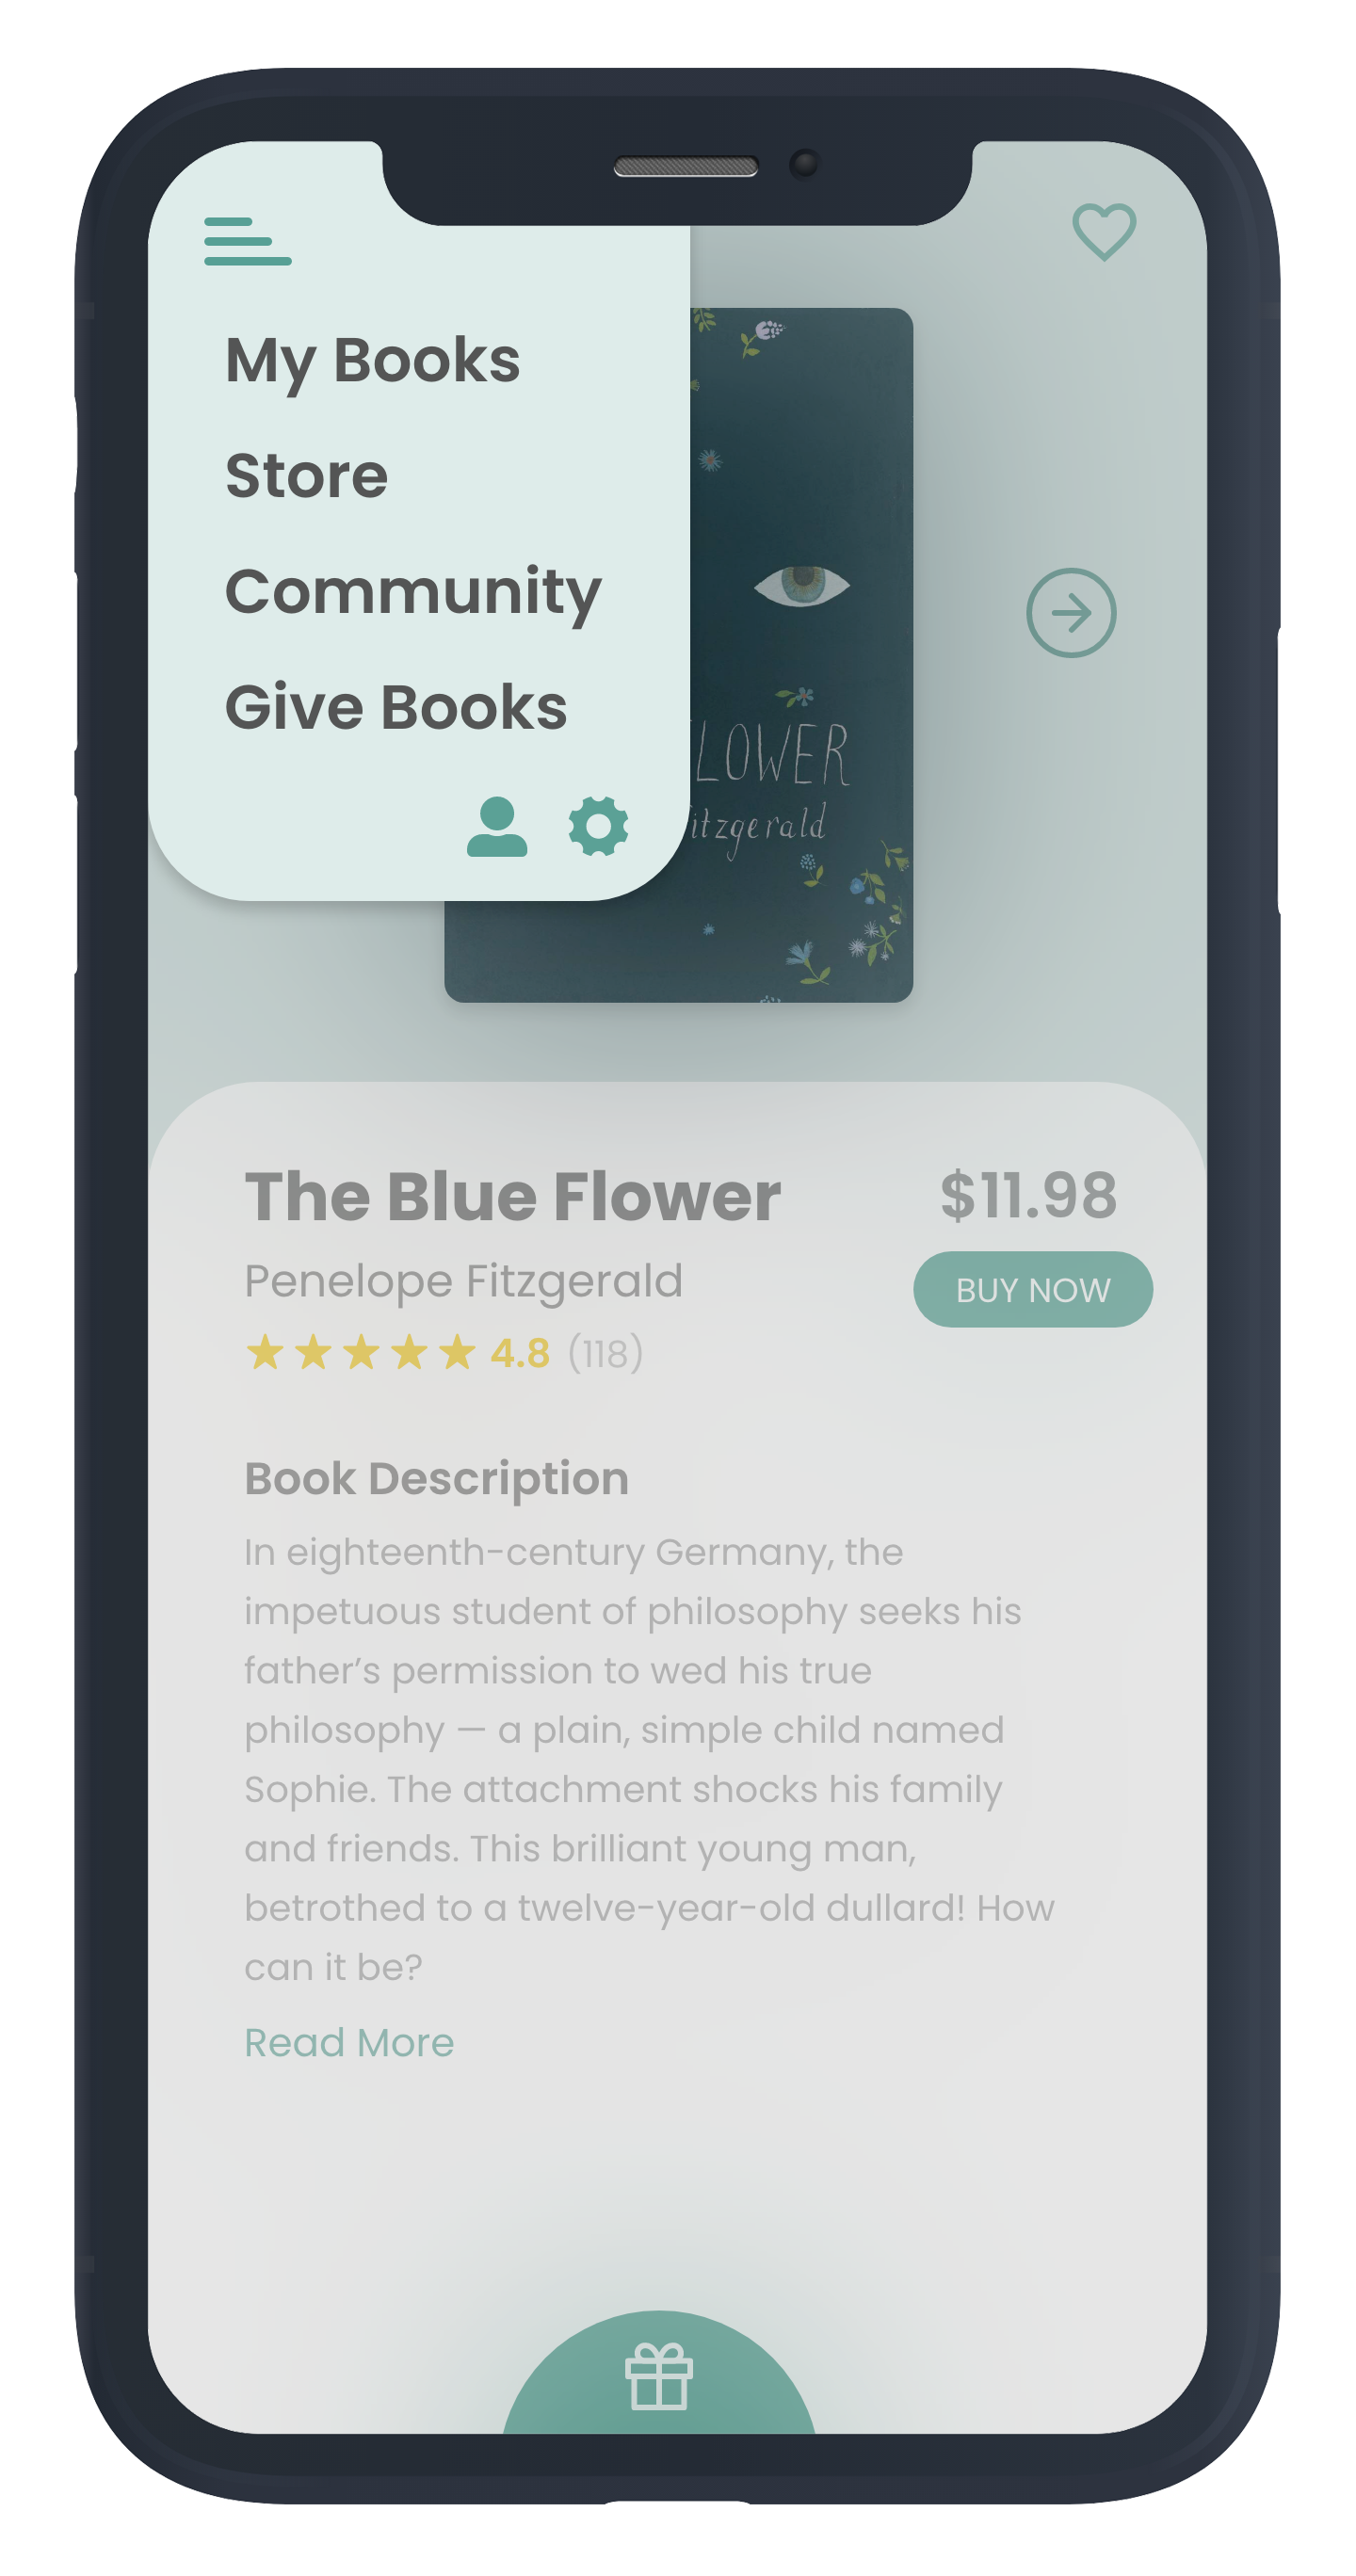 My Books
Store
Community
Give Books
LOWER
itzgerald
The Blue Flower
$11.98
Penelope Fitzgerald
BUY NOW
4.8 (118)
Book Description
In eighteenth-century Germany, the
impetuous student of philosophy seeks his
father’s permission to wed his true
philosophy — a plain, simple child named
Sophie. The attachment shocks his family
and friends. This brilliant young man,
betrothed to a twelve-year-old dullard! How
can it be?
Read More